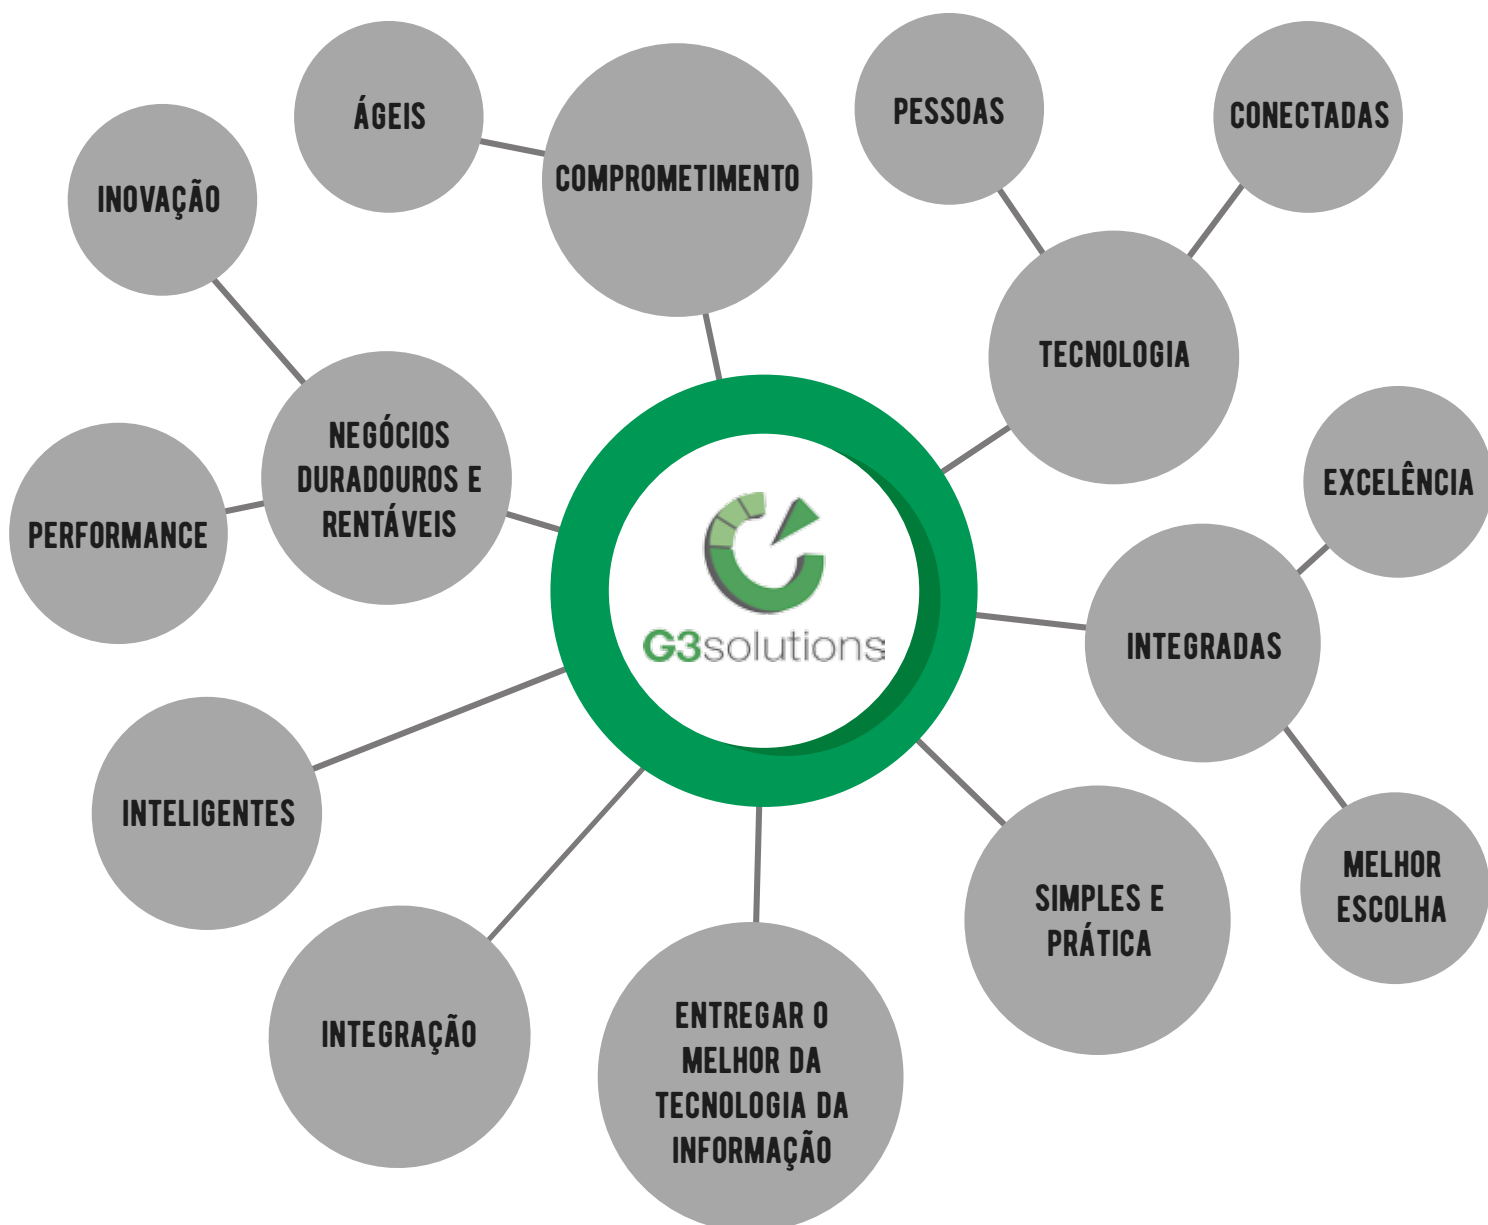 ÁGEIS
COMPROMETIMENTO
PESSOAS
CONECTADAS
INOVAÇÃO
TECNOLOGIA
NEGÓCIOS
DURADOUROS E
RENTÁVEIS
EXCELÊNCIA
PERFORMANCE
G3solutions
INTEGRADAS
INTELIGENTES
MELHOR
ESCOLHA
SIMPLES E
PRÁTICA
INTEGRAÇÃO
ENTREGAR O
MELHOR DA
TECNOLOGIA DA
INFORMAÇÃO